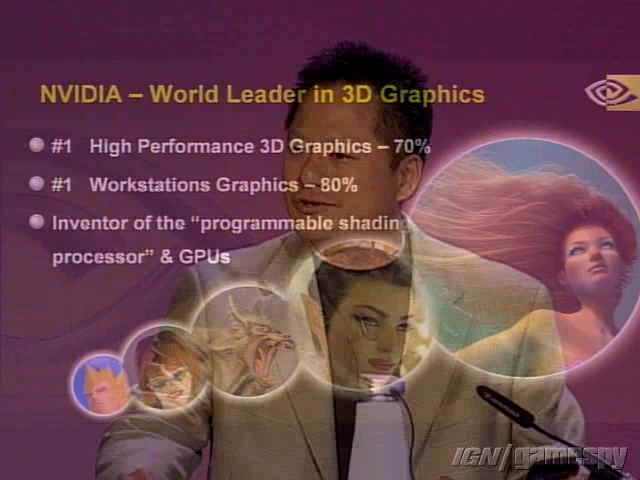 NVIDIA – World Leader in 3D Graphics
#1 High Performance 3D Graphics – 70%
#1 Workstations Graphics – 80%
Inventor of the “programmable shading
processor” & GPUs
IGN/gamespy